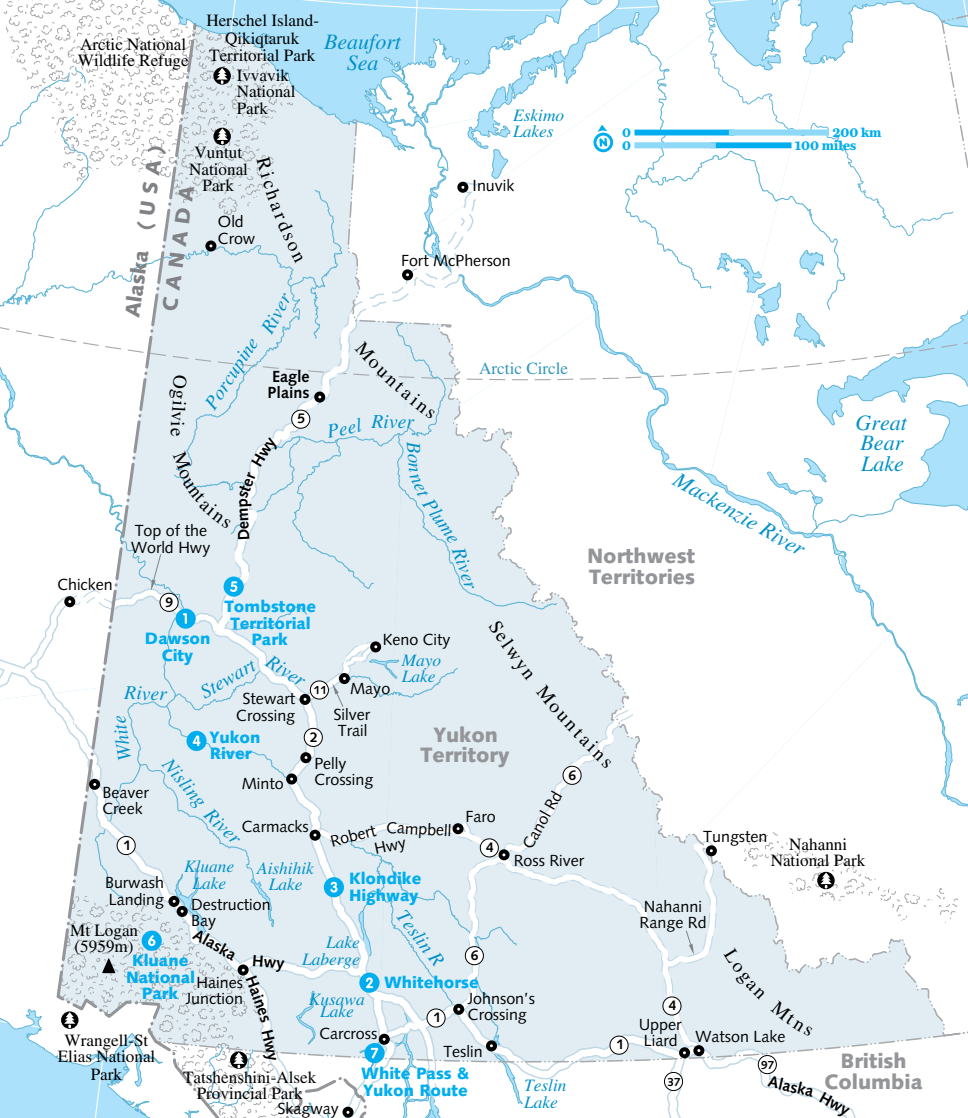 Herschel Island-
Qikiqtaruk
Territorial Park
Arctic National
Wildlife Refuge
Beaufort
Sea
Ivvavik
National
Park
Eskimo
Lakes
N
0 200 km
0 100 miles
Vuntut
National
Park
Richardson
Inuvik
Alaska (USA)
CANADA
Old
Crow
Fort McPherson
Porcupine River
Mountains
Arctic Circle
Eagle
Plains
Ogilvie Mountains
5
Peel River
Great
Bear
Lake
Dempster Hwy
Bonnet Plume River
Mackenzie River
Top of the
World Hwy
Northwest
Territories
Chicken
5
Tombstone
Territorial
Park
9
1
Dawson
City
Selwyn Mountains
Keno City
Mayo
Lake
Stewart River
11
Mayo
River
Stewart
Crossing
Silver
Trail
White
4
Yukon
River
2
Yukon
Territory
Pelly
Crossing
Minto
6
Nisling River
Beaver
Creek
Canol Rd
Faro
Carmacks
Robert Campbell
Hwy
4
Ross River
Tungsten
Nahanni
National Park
1
Kluane
Lake
Aishihik
Lake
3
Klondike
Highway
Burwash
Landing
Destruction
Bay
Nahanni
Range Rd
Teslin R
Mt Logan
(5959m)
6
Kluane
National
Park
Alaska Hwy
Lake
Laberge
6
Logan Mtns
Haines
Junction
Haines Hwy
2
Whitehorse
Kusawa
Lake
Johnson's
Crossing
1
4
Carcross
Teslin
1
Upper
Liard
Watson Lake
Wrangell-St
Elias National
Park
7
White Pass &
Yukon Route
Tatshenshini-Alsek
Provincial Park
Skagway
Teslin
Lake
37
97
Alaska Hwy
British
Columbia